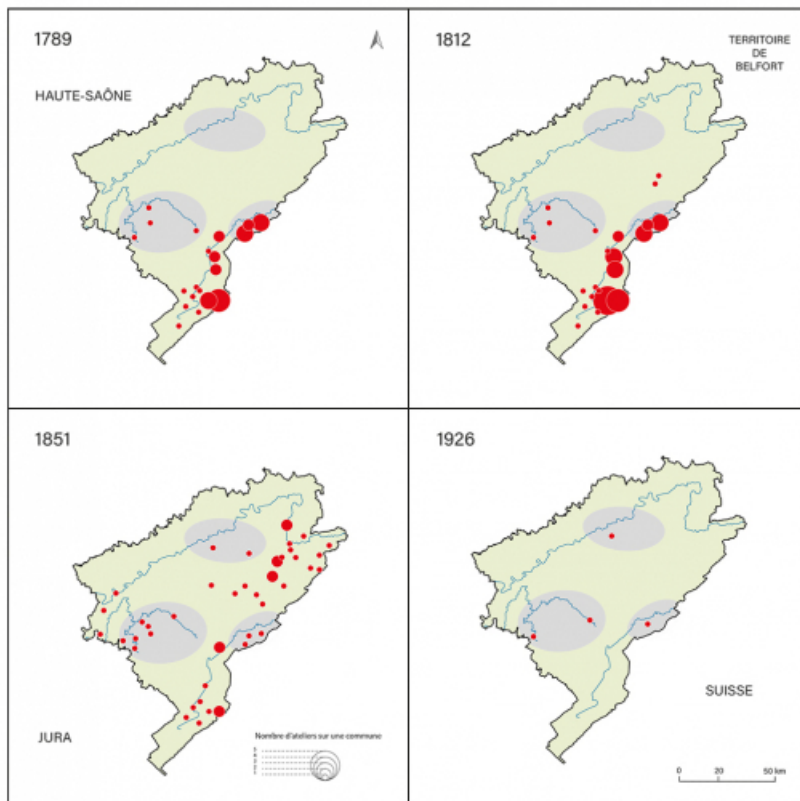 1789
HAUTE-SAÔNE
1812
TERRITOIRE
DE
BELFORT
1851
JURA
Nombre d'ateliers sur une commune
1926
SUISSE
0 20 50 km